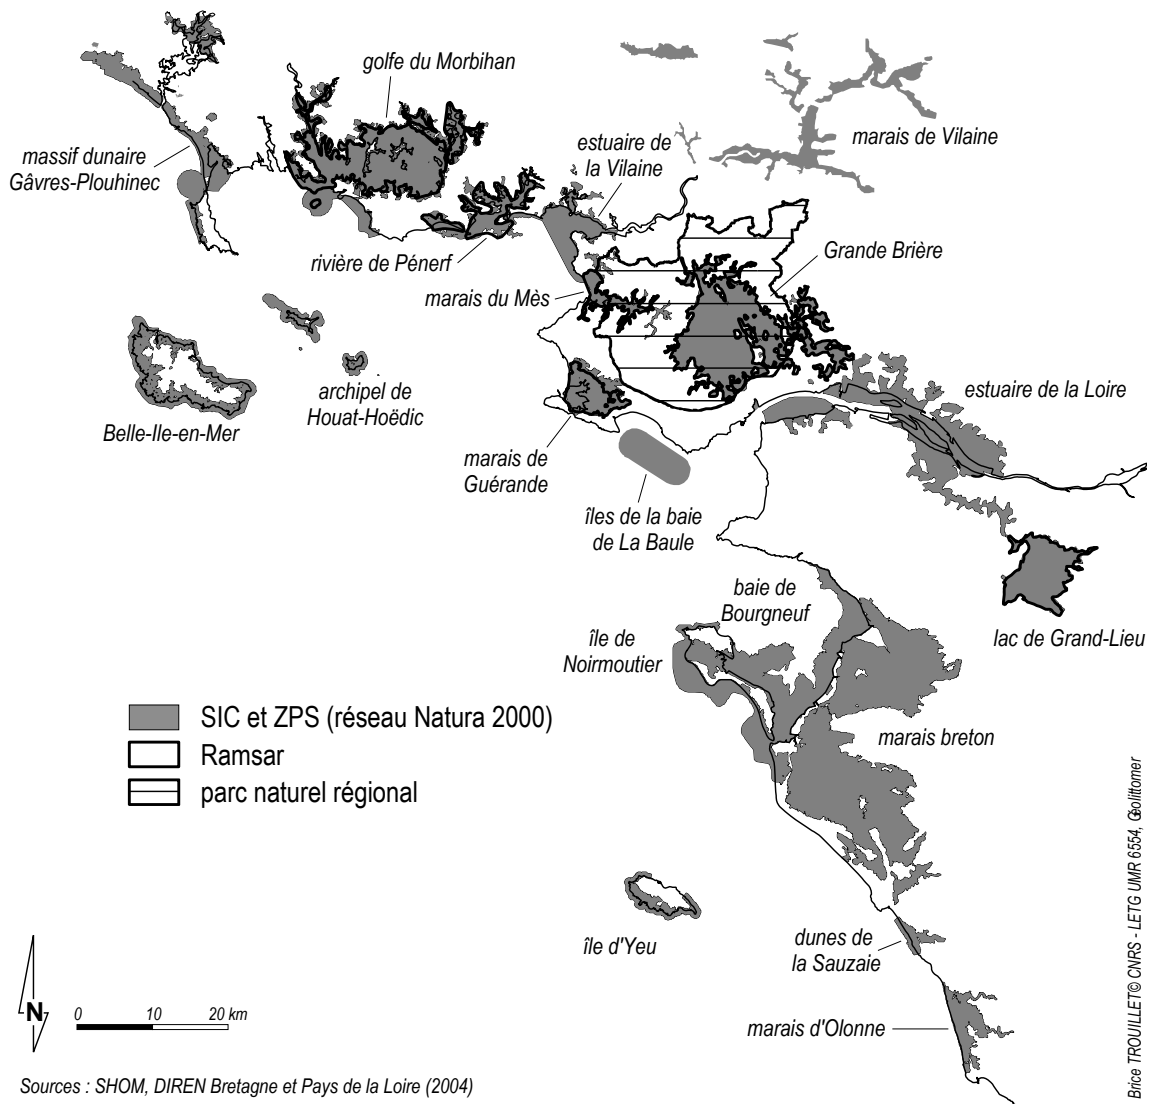 golfe du Morbihan
massif dunaire
Gâvres-Plouhinec
estuaire de
la Vilaine
marais de Vilaine
rivière de Pénerf
Grande Brière
marais du Mès
archipel de
Houat-Hoëdic
Belle-Ile-en-Mer
estuaire de la Loire
marais de
Guérande
îles de la baie
de La Baule
baie de
Bourgneuf
île de
Noirmoutier
lac de Grand-Lieu
SIC et ZPS (réseau Natura 2000)
Ramsar
parc naturel régional
marais breton
île d'Yeu
dunes de
la Sauzaie
marais d'Olonne
N
0 10 20 km
Sources : SHOM, DIREN Bretagne et Pays de la Loire (2004)
Brice TROUILLET© CNRS - LETG UMR 6554, Géolittomer